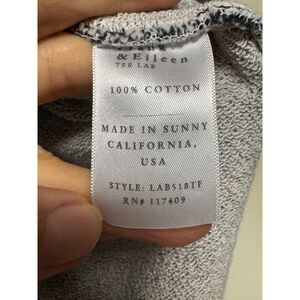 & Eileen
TEE LAB
100% COTTON
MADE IN SUNNY
CALIFORNIA,
USA
STYLE: LAB518TF
RN# 117409